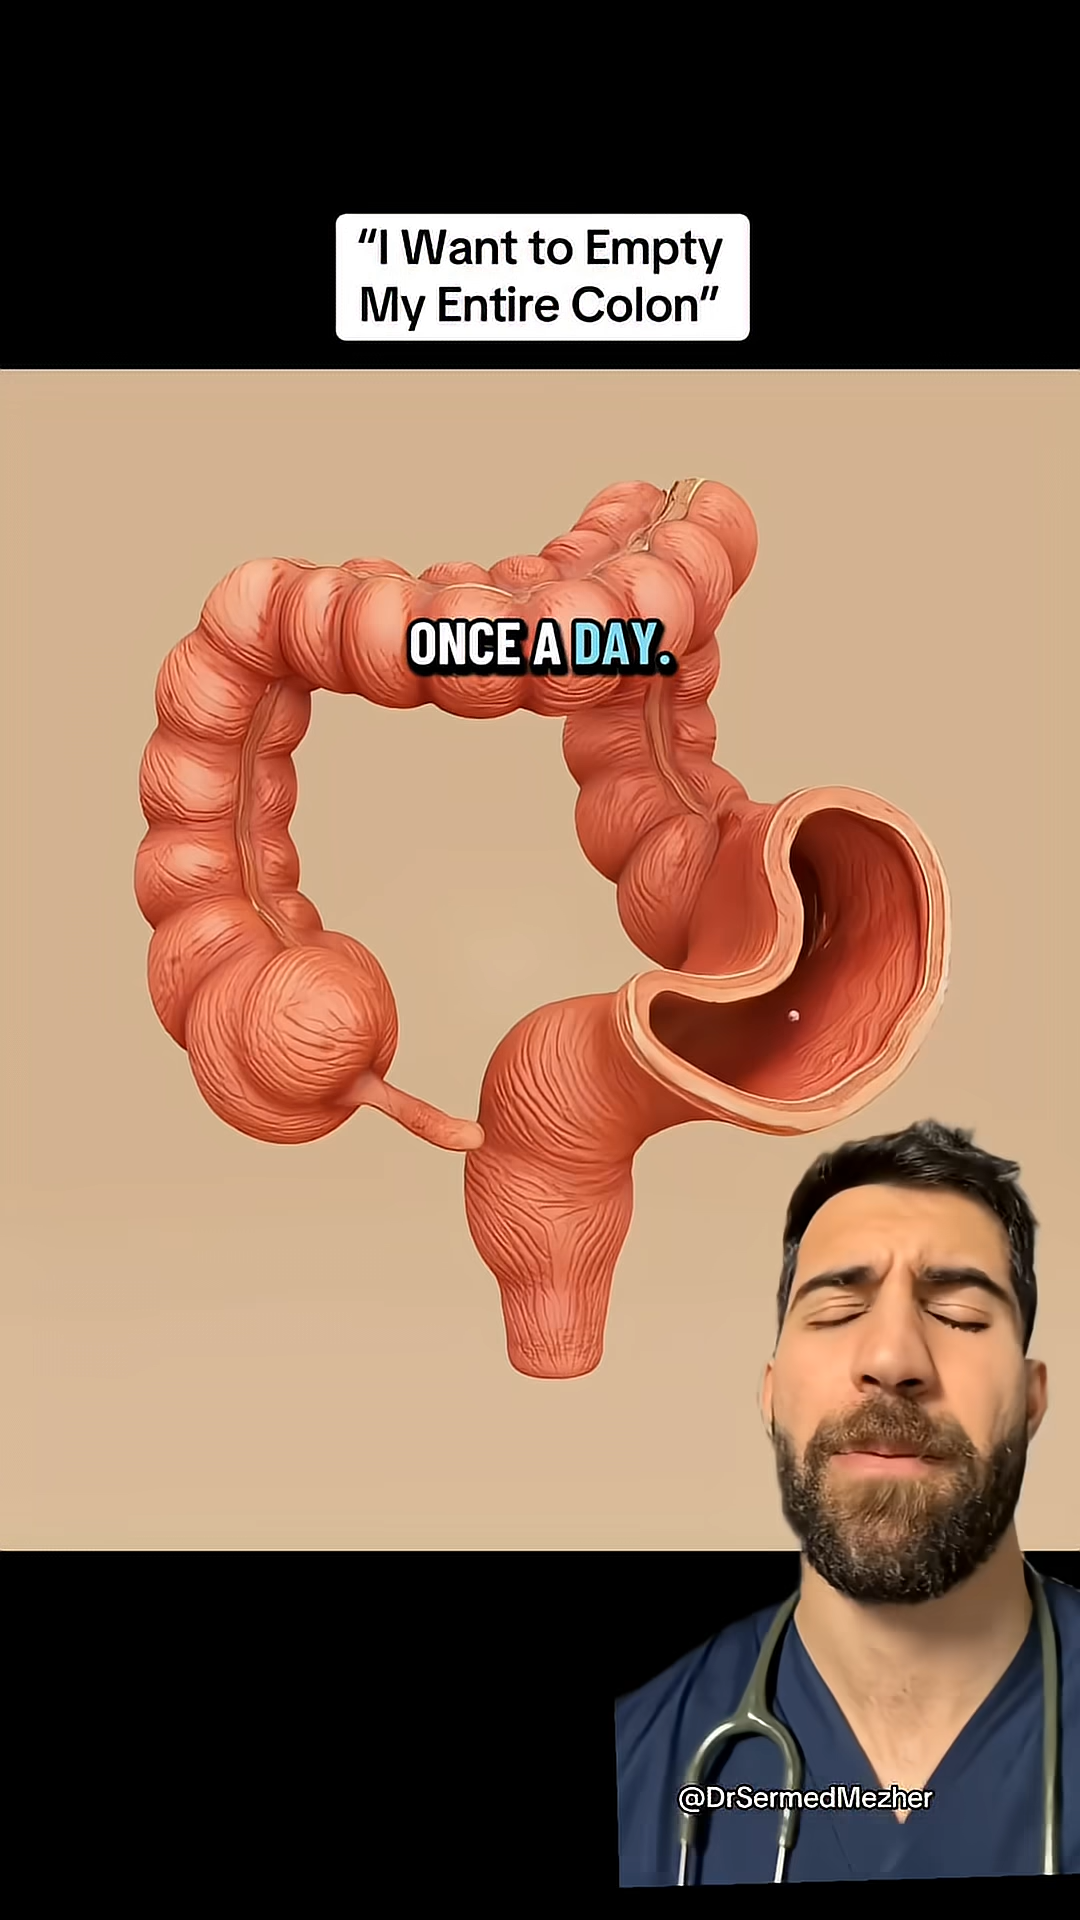 “I Want to Empty
My Entire Colon”
ONCE A DAY.
@DrSermedMezher